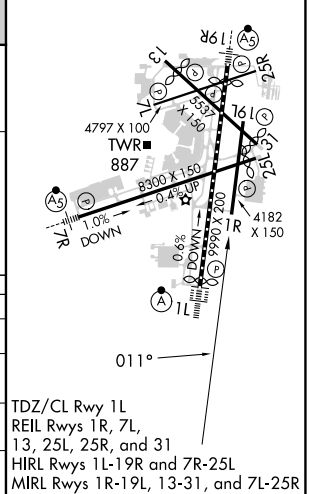 19R
A5
13
P
P
25R
P
7L
P
5537 X 150
19L
4797 X 100
TWR
887
25L
31
P
8300 X 150
A5
P
0.4% UP
1.0% DOWN
7R
4182 X 150
0.6% DOWN
9990 X 200
1R
P
A
1L
011°
TDZ/CL Rwy 1L
REIL Rwys 1R, 7L,
13, 25L, 25R, and 31
HIRL Rwys 1L-19R and 7R-25L
MIRL Rwys 1R-19L, 13-31, and 7L-25R